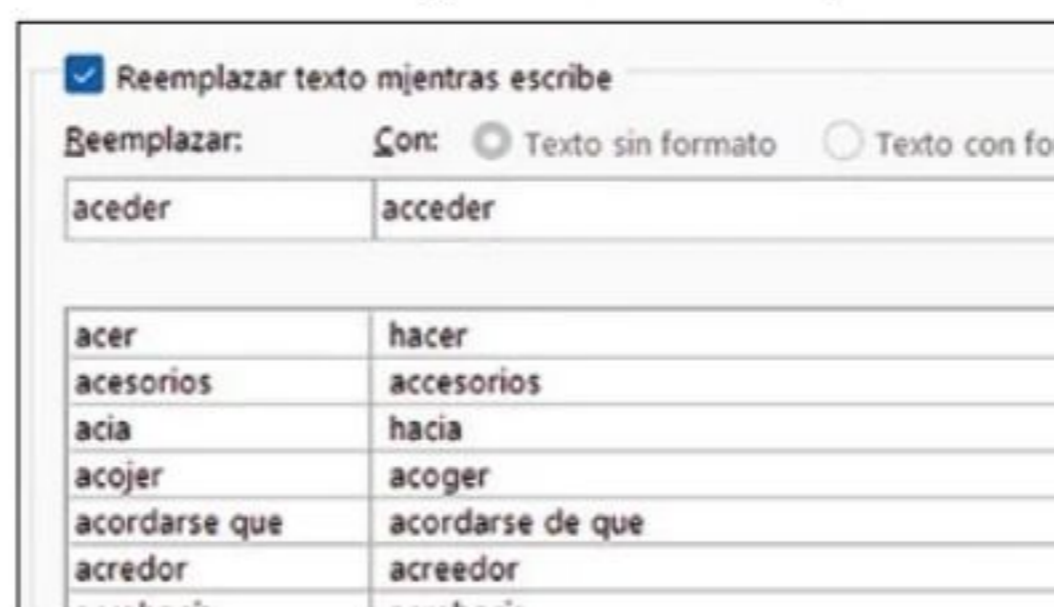 Reemplazar texto mientras escribe
Reemplazar: Con: Texto sin formato Texto con fo
aceder acceder
acer hacer
acesorios accesorios
acia hacia
acojer acoger
acordarse que acordarse de que
acredor acreedor